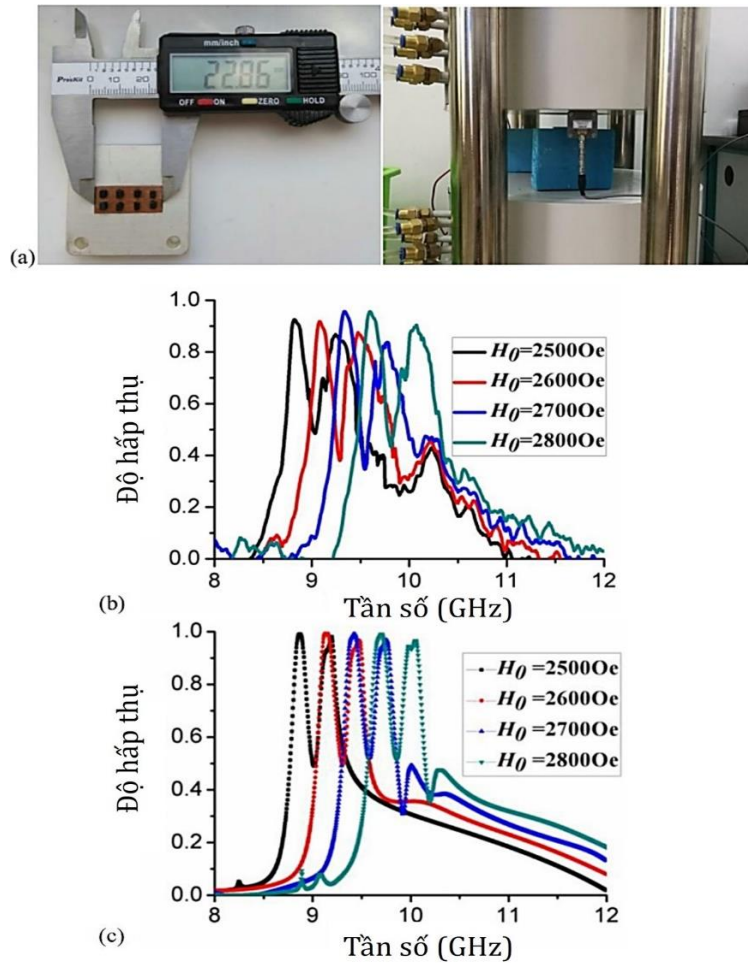 mm/inch
Pro'sKit
0 10 20
100
22.86
OFF ON ZERO HOLD
(a)
1.0
0.8
0.6
0.4
0.2
0.0
Độ hấp thụ
H0=2500Oe
H0=2600Oe
H0=2700Oe
H0=2800Oe
8 9 10 11 12
(b)
Tần số (GHz)
1.0
0.8
0.6
0.4
0.2
0.0
Độ hấp thụ
H0 =2500Oe
H0 =2600Oe
H0 =2700Oe
H0 =2800Oe
8 9 10 11 12
(c)
Tần số (GHz)